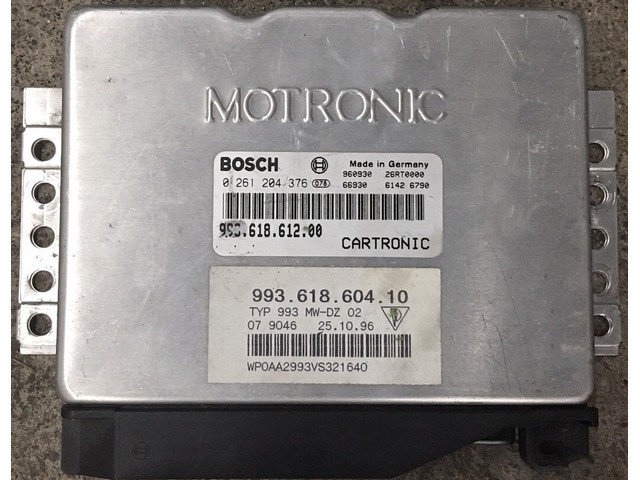 MOTRONIC
BOSCH Made in Germany
960930 26RT0000
0 261 204 376 078 66930 6142 6790
993.618.612.00
CARTRONIC
993.618.604.10
TYP 993 MW-DZ 02
07 9046 25.10.96
WP0AA2993VS321640